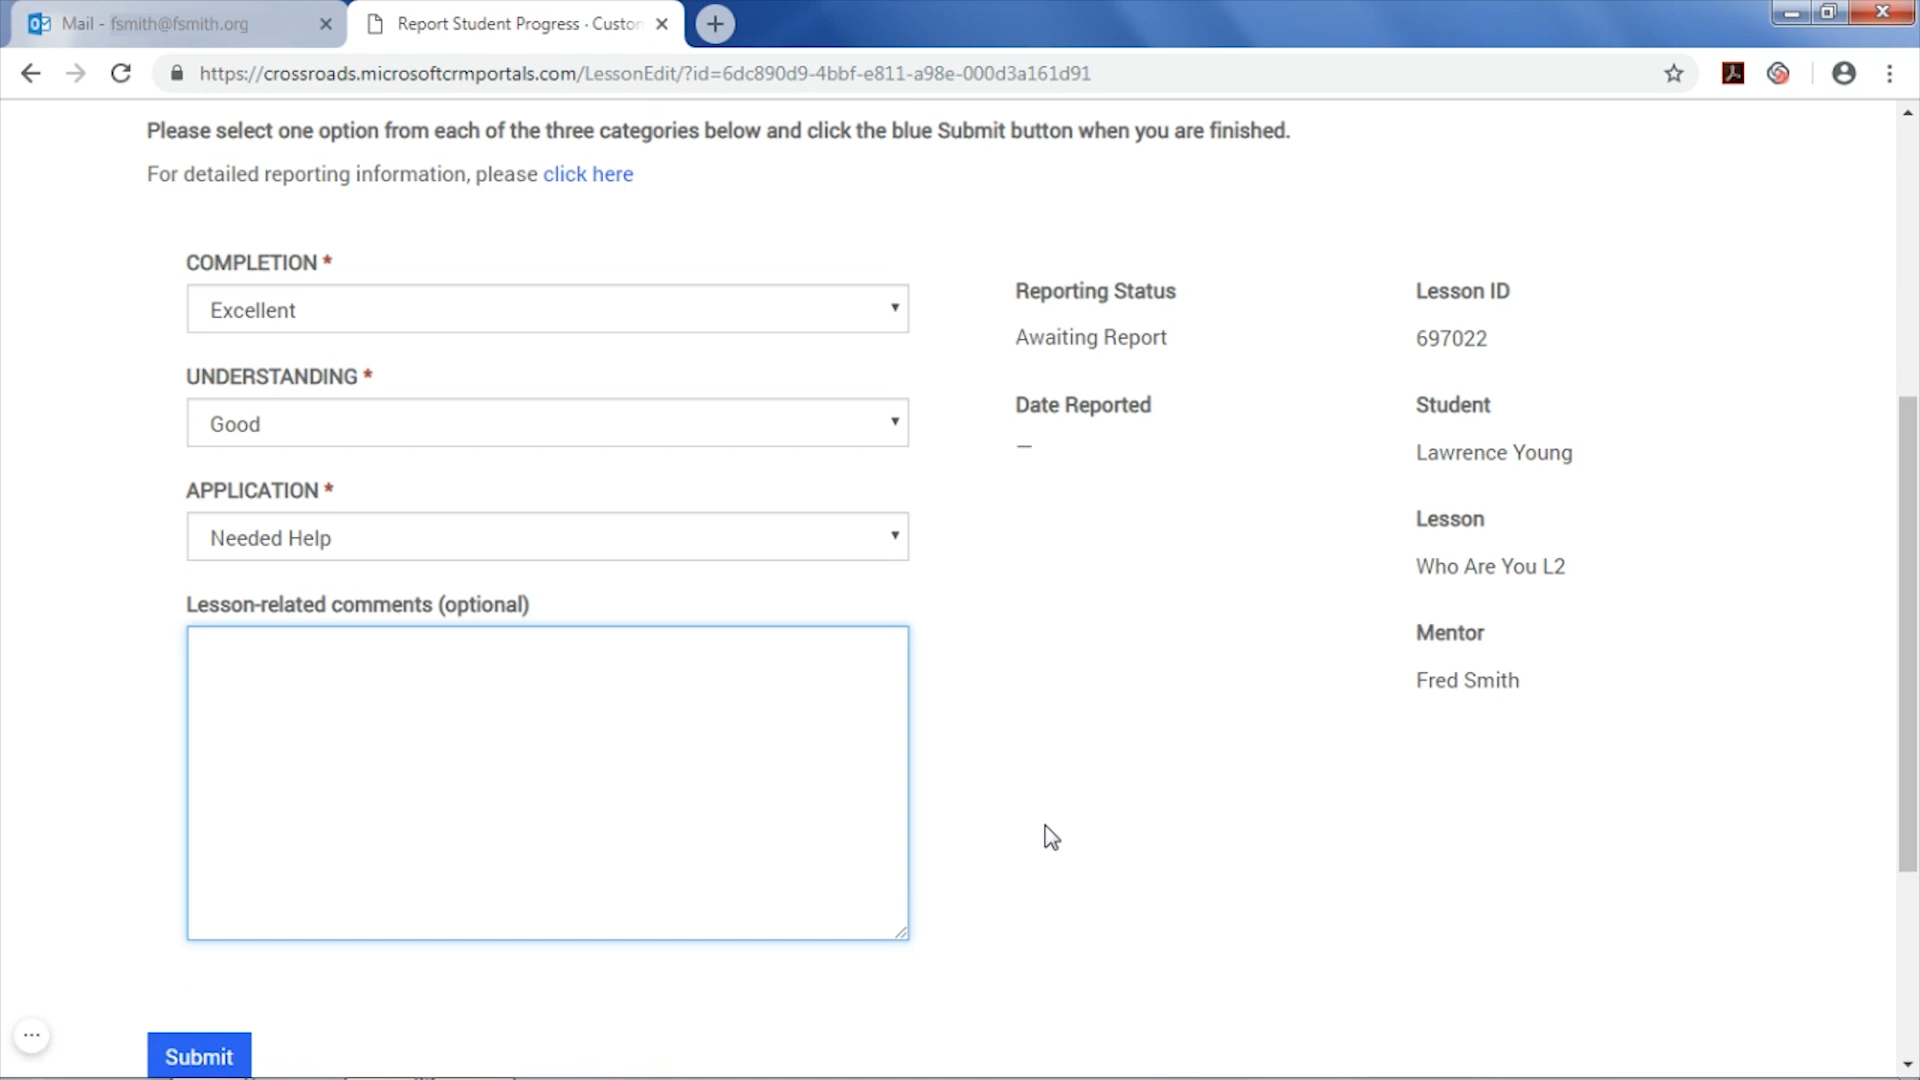 Mail - fsmith@fsmith.org
Report Student Progress · Custon
https://crossroads.microsoftcrmportals.com/LessonEdit/?id=6dc890d9-4bbf-e811-a98e-000d3a161d91
Please select one option from each of the three categories below and click the blue Submit button when you are finished.
For detailed reporting information, please click here
COMPLETION *
Excellent
UNDERSTANDING *
Good
APPLICATION *
Needed Help
Lesson-related comments (optional)
Reporting Status
Awaiting Report
Date Reported
—
Lesson ID
697022
Student
Lawrence Young
Lesson
Who Are You L2
Mentor
Fred Smith
Submit